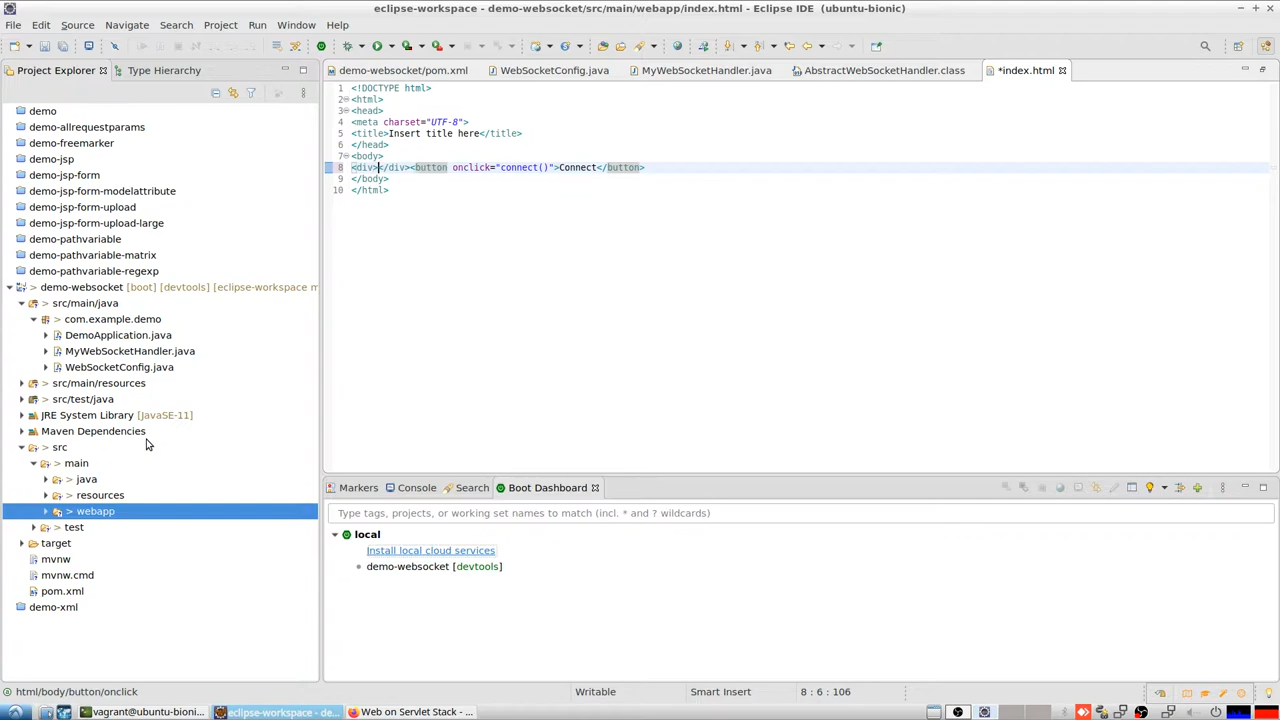 eclipse-workspace - demo-websocket/src/main/webapp/index.html - Eclipse IDE (ubuntu-bionic)
File Edit Source Navigate Search Project Run Window Help
Project Explorer Type Hierarchy
demo-websocket/pom.xml WebSocketConfig.java MyWebSocketHandler.java AbstractWebSocketHandler.class *index.html
demo
demo-allrequestparams
demo-freemarker
demo-jsp
demo-jsp-form
demo-jsp-form-modelattribute
demo-jsp-form-upload
demo-jsp-form-upload-large
demo-pathvariable
demo-pathvariable-matrix
demo-pathvariable-regexp
> demo-websocket [boot] [devtools] [eclipse-workspace m
> src/main/java
> com.example.demo
> DemoApplication.java
> MyWebSocketHandler.java
> WebSocketConfig.java
> src/main/resources
> src/test/java
JRE System Library [JavaSE-11]
Maven Dependencies
> src
> main
> java
> resources
> webapp
> test
target
mvnw
mvnw.cmd
pom.xml
demo-xml
1 <!DOCTYPE html>
2 <html>
3 <head>
4 <meta charset="UTF-8">
5 <title>Insert title here</title>
6 </head>
7 <body>
8 <div></div><button onclick="connect()">Connect</button>
9 </body>
10 </html>
Markers Console Search Boot Dashboard
Type tags, projects, or working set names to match (incl. * and ? wildcards)
local
Install local cloud services
demo-websocket [devtools]
html/body/button/onclick Writable Smart Insert 8 : 6 : 106
vagrant@ubuntu-bioni... eclipse-workspace - de... Web on Servlet Stack - ...